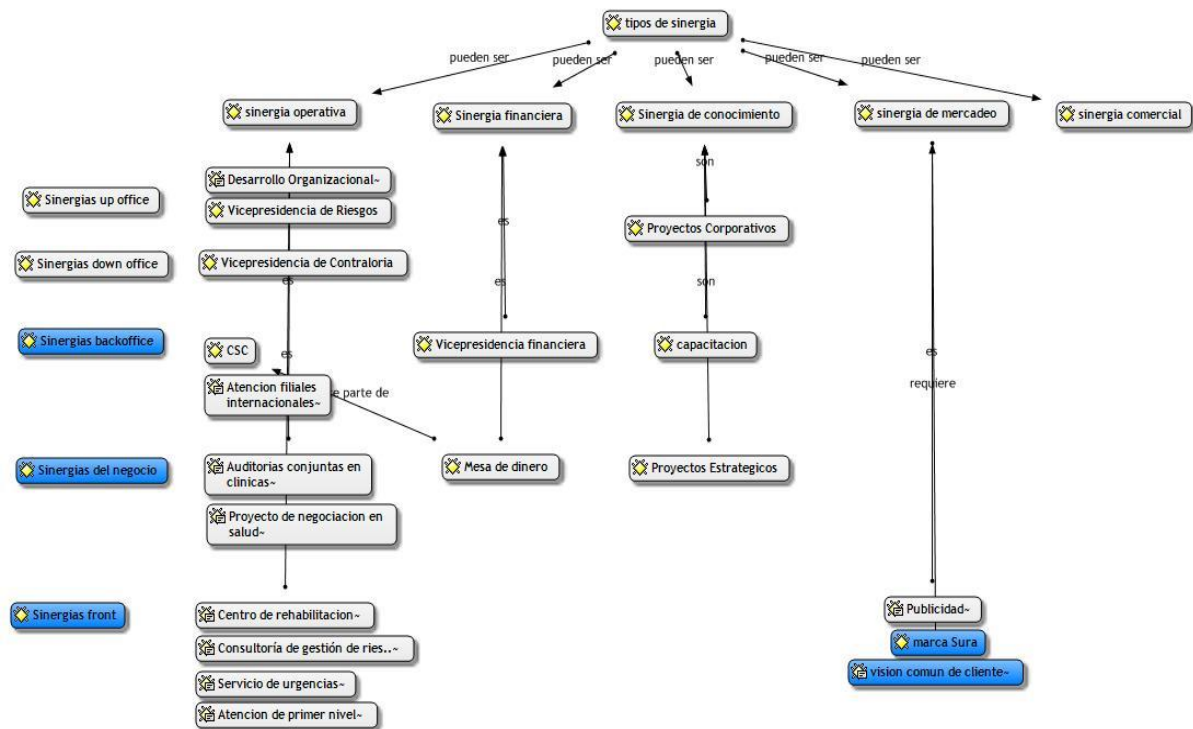 tipos de sinergia
pueden ser
pueden ser
pueden ser
pueden ser
pueden ser
sinergia operativa
Sinergia financiera
Sinergia de conocimiento
sinergia de mercadeo
sinergia comercial
son
Desarrollo Organizacional~
Sinergias up office
Vicepresidencia de Riesgos
es
Proyectos Corporativos
Sinergias down office
Vicepresidencia de Contraloria
es
es
son
Sinergias backoffice
CSC
es
Vicepresidencia financiera
capacitacion
es
Atencion filiales
internacionales~
e parte de
requiere
Sinergias del negocio
Auditorias conjuntas en
clinicas~
Mesa de dinero
Proyectos Estrategicos
Proyecto de negociacion en
salud~
Sinergias front
Centro de rehabilitacion~
Publicidad~
Consultoría de gestión de ries..~
marca Sura
vision comun de cliente~
Servicio de urgencias~
Atencion de primer nivel~